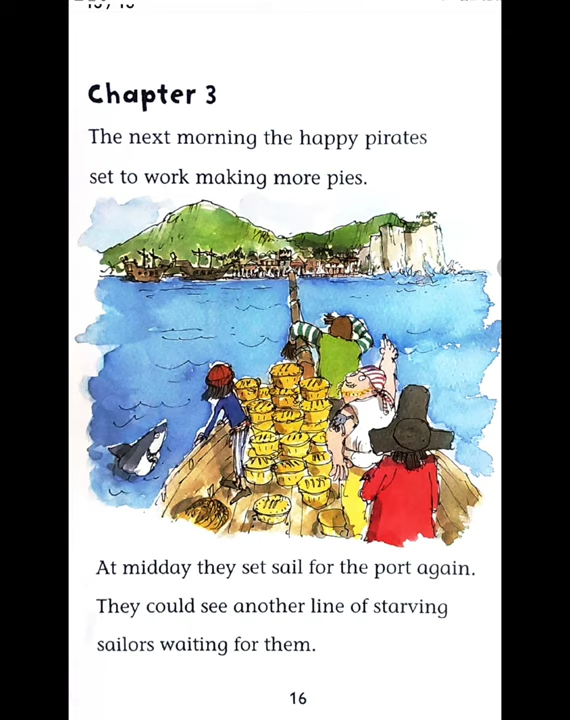 Chapter 3
The next morning the happy pirates
set to work making more pies.
At midday they set sail for the port again.
They could see another line of starving
sailors waiting for them.
16